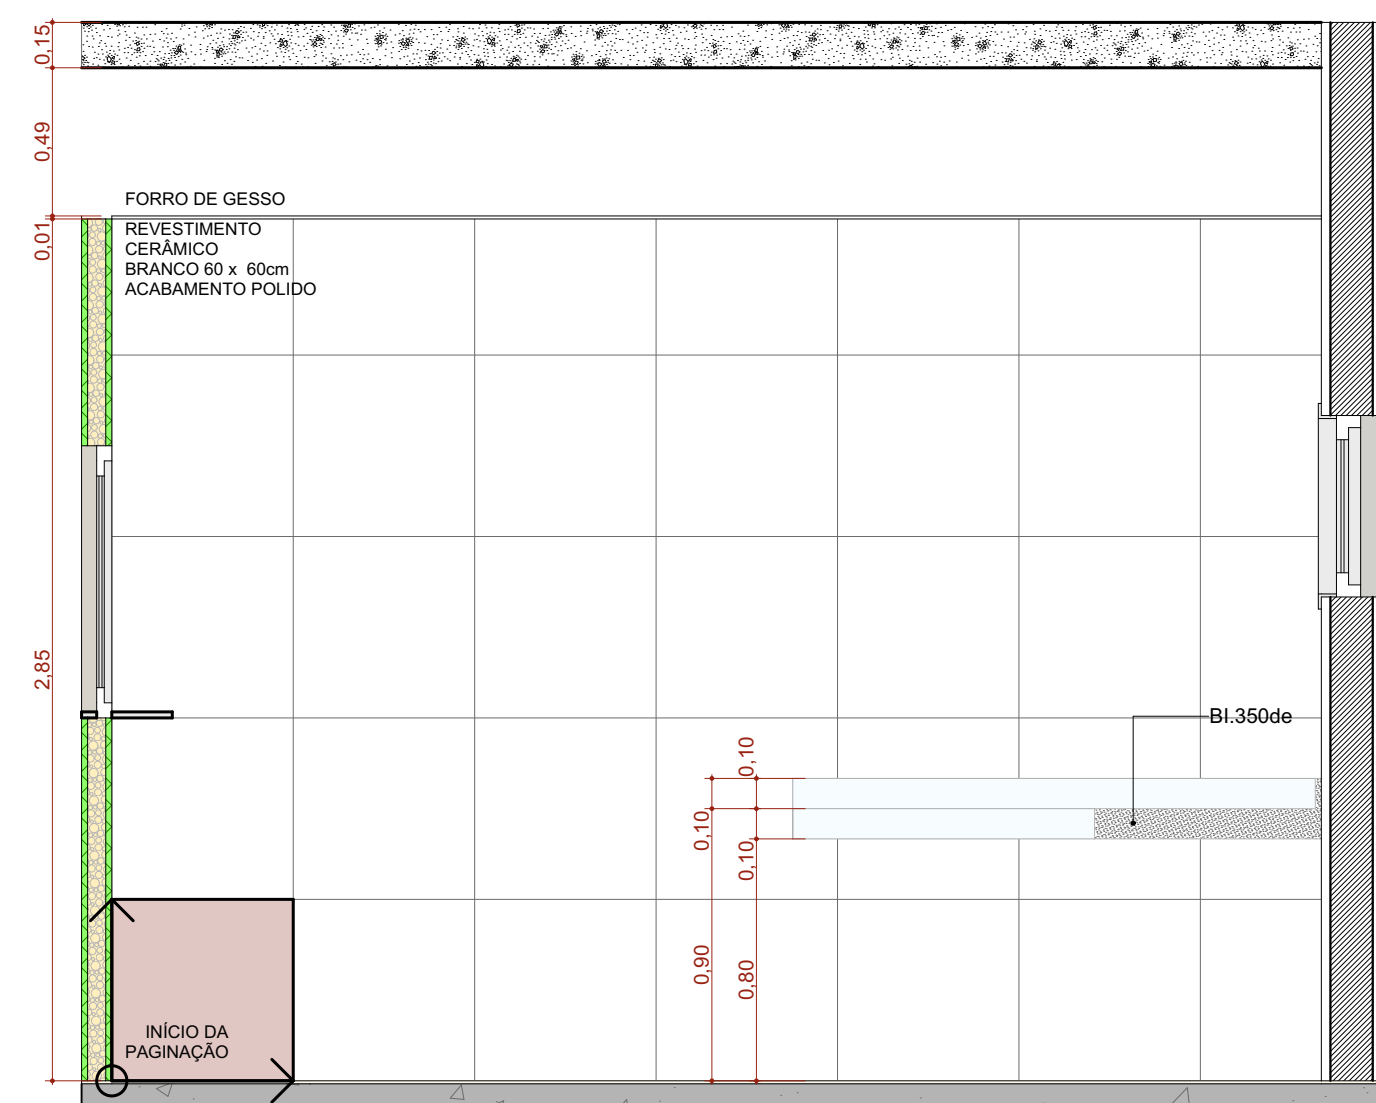 0,15
0,49
FORRO DE GESSO
0,01
REVESTIMENTO
CERÂMICO
BRANCO 60 x 60cm
ACABAMENTO POLIDO
2,85
BI.350de
0,10
0,10
0,10
0,90
0,80
INÍCIO DA
PAGINAÇÃO